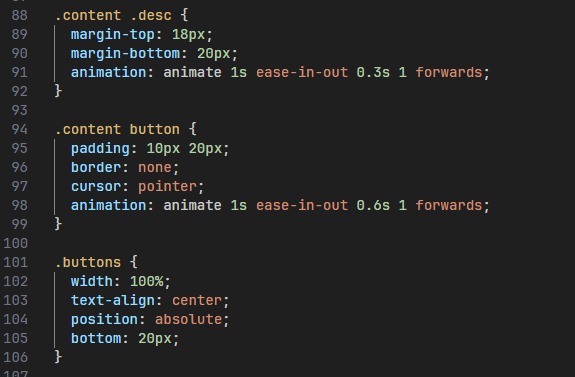 88 .content .desc {
89 margin-top: 18px;
90 margin-bottom: 20px;
91 animation: animate 1s ease-in-out 0.3s 1 forwards;
92 }
93
94 .content button {
95 padding: 10px 20px;
96 border: none;
97 cursor: pointer;
98 animation: animate 1s ease-in-out 0.6s 1 forwards;
99 }
100
101 .buttons {
102 width: 100%;
103 text-align: center;
104 position: absolute;
105 bottom: 20px;
106 }